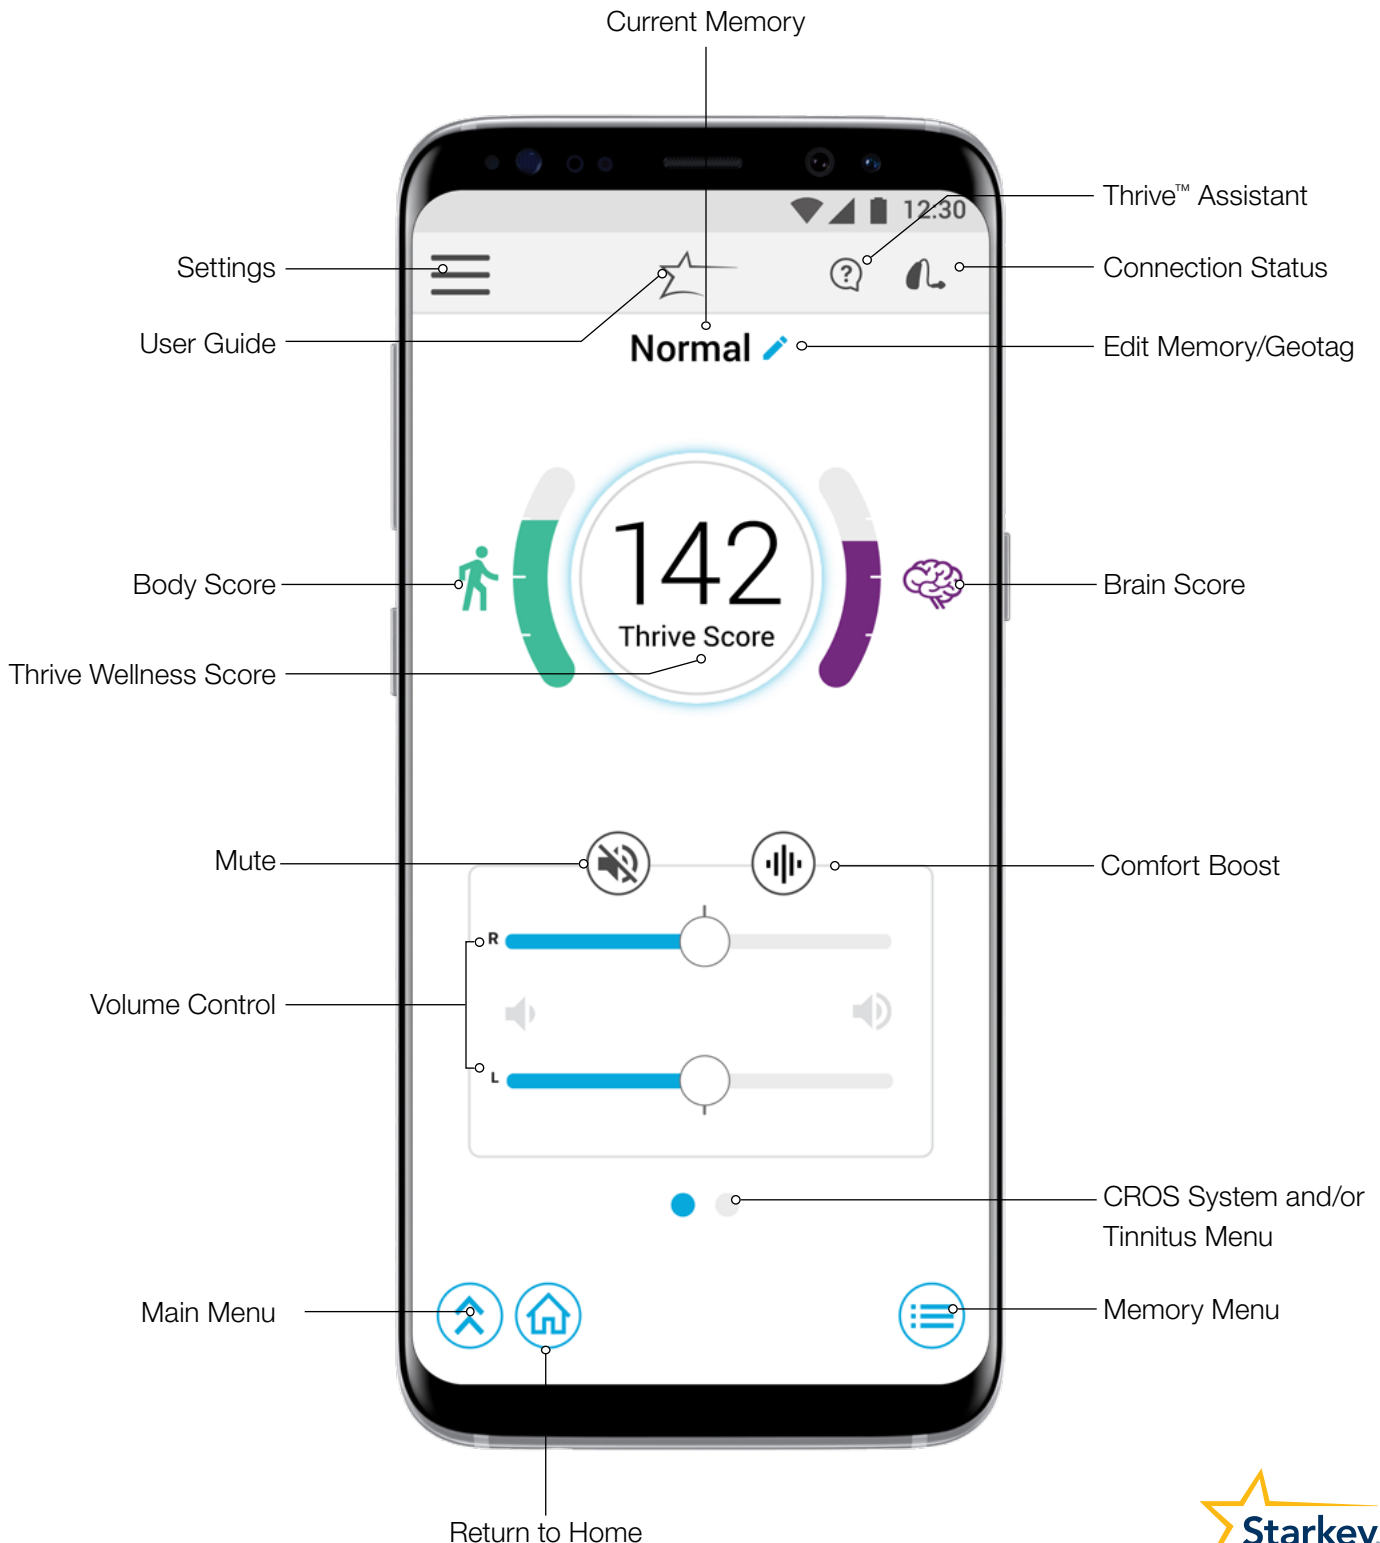 Current Memory
12:30
Thrive™ Assistant
Settings
Connection Status
User Guide
Normal
Edit Memory/Geotag
142
Thrive Score
Body Score
Brain Score
Thrive Wellness Score
Mute
Comfort Boost
R
Volume Control
L
CROS System and/or
Tinnitus Menu
Main Menu
Memory Menu
Return to Home
Starkey.